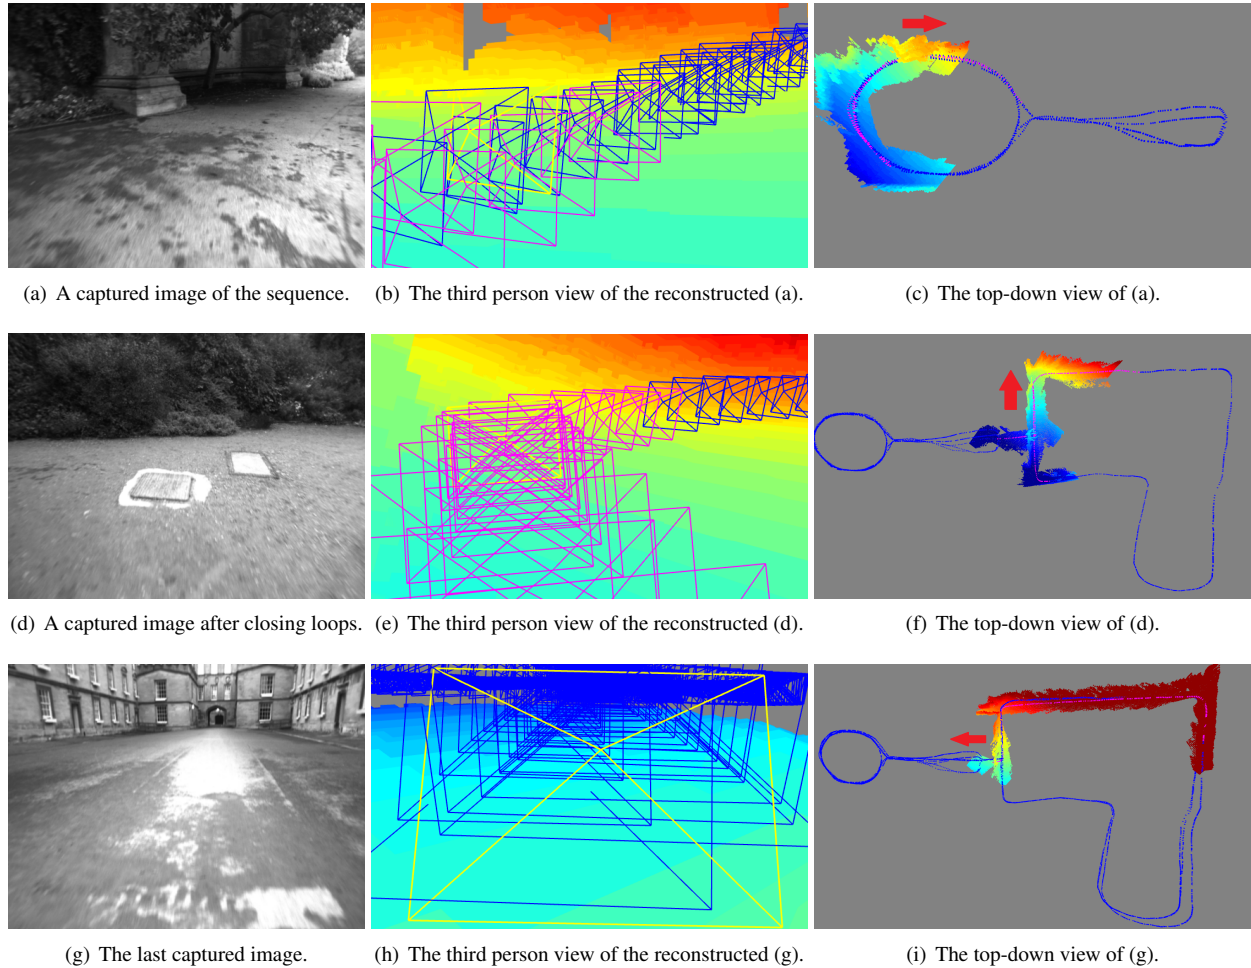 (a) A captured image of the sequence.
(b) The third person view of the reconstructed (a).
(c) The top-down view of (a).
(d) A captured image after closing loops.
(e) The third person view of the reconstructed (d).
(f) The top-down view of (d).
(g) The last captured image.
(h) The third person view of the reconstructed (g).
(i) The top-down view of (g).